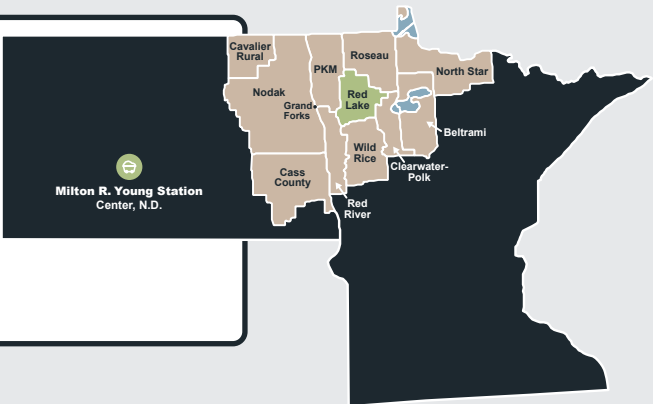 Cavalier
Rural
PKM
Roseau
North Star
Nodak
Red
Lake
Grand
Forks
Beltrami
Wild
Rice
Clearwater-
Polk
Cass
County
Red
River
Milton R. Young Station
Center, N.D.